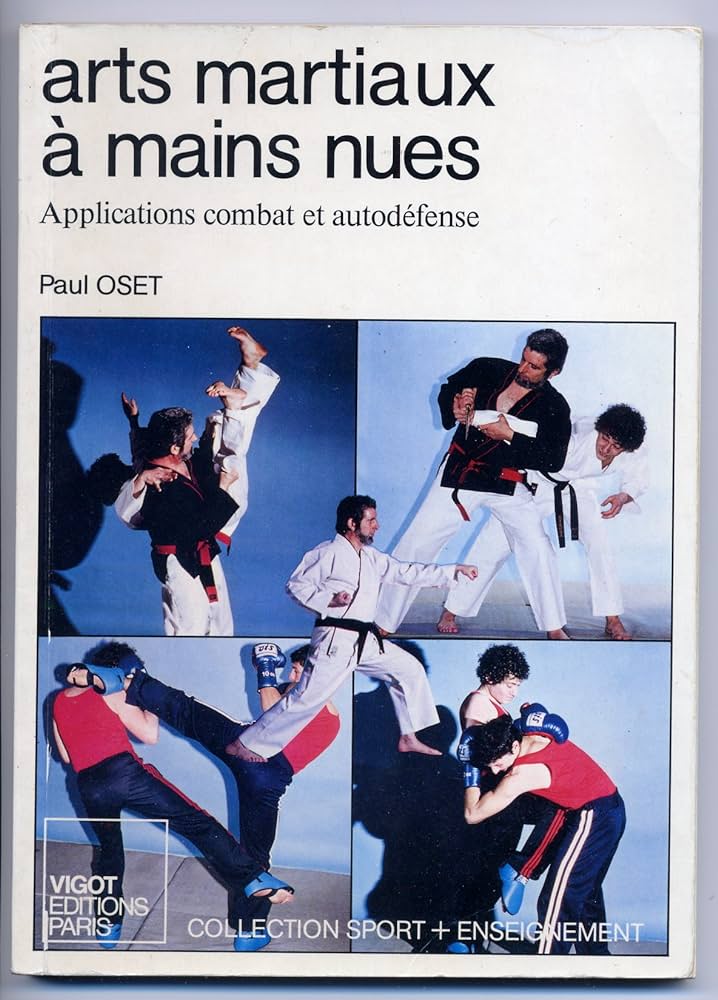 arts martiaux
à mains nues
Applications combat et autodéfense
Paul OSET
VIGOT
EDITIONS
PARIS
COLLECTION SPORT + ENSEIGNEMENT